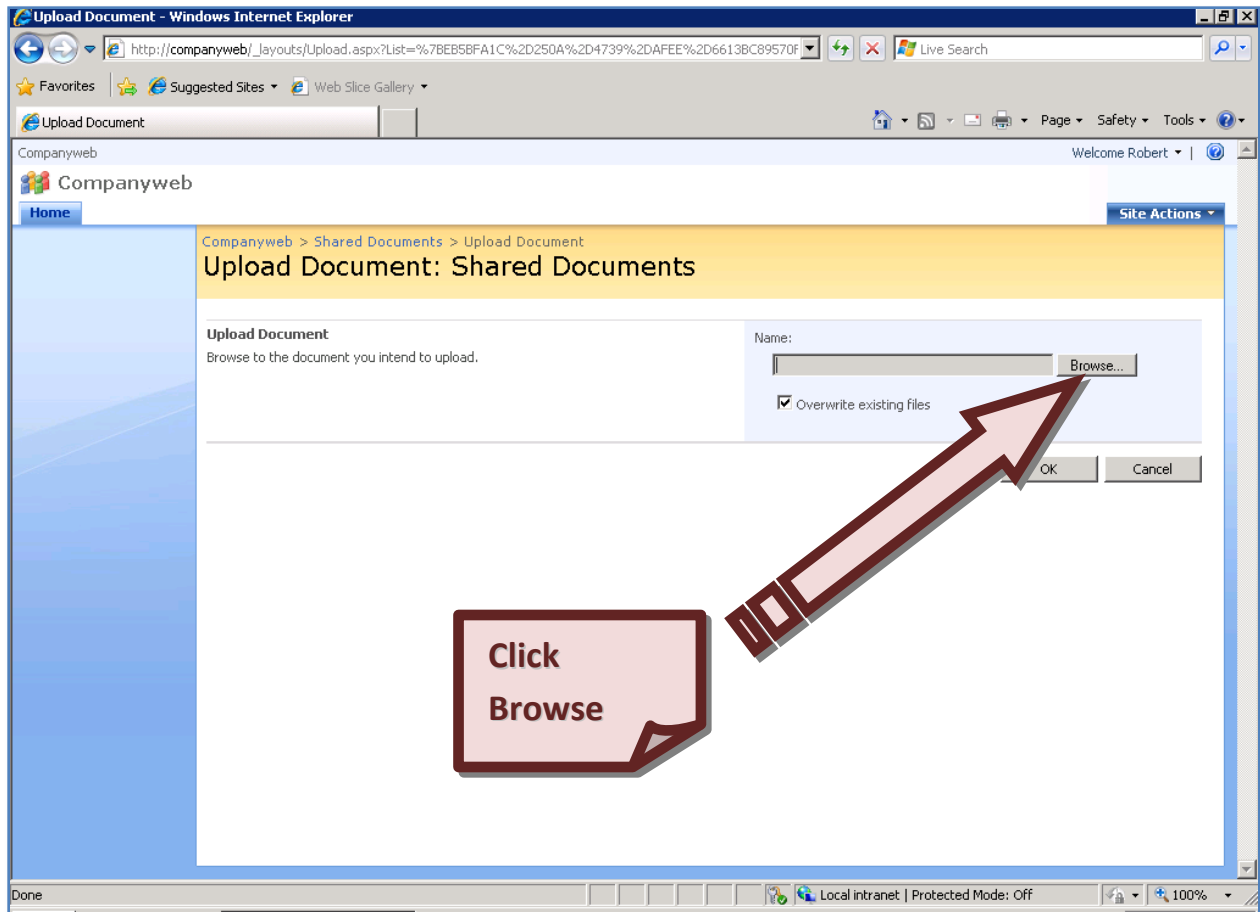 Upload Document - Windows Internet Explorer
http://companyweb/_layouts/Upload.aspx?List=%7BEB5BFA1C%2D250A%2D4739%2DAFEE%2D6613BC89570F
Live Search
Favorites Suggested Sites Web Slice Gallery
Upload Document Page Safety Tools
Companyweb Welcome Robert |
Companyweb
Home Site Actions
Companyweb > Shared Documents > Upload Document
Upload Document: Shared Documents
Upload Document
Browse to the document you intend to upload.
Name:
Browse...
Overwrite existing files
OK Cancel
Click
Browse
Done Local intranet | Protected Mode: Off 100%